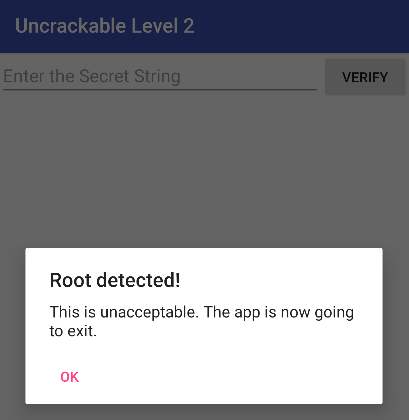 Uncrackable Level 2
Enter the Secret String
VERIFY
Root detected!
This is unacceptable. The app is now going
to exit.
OK